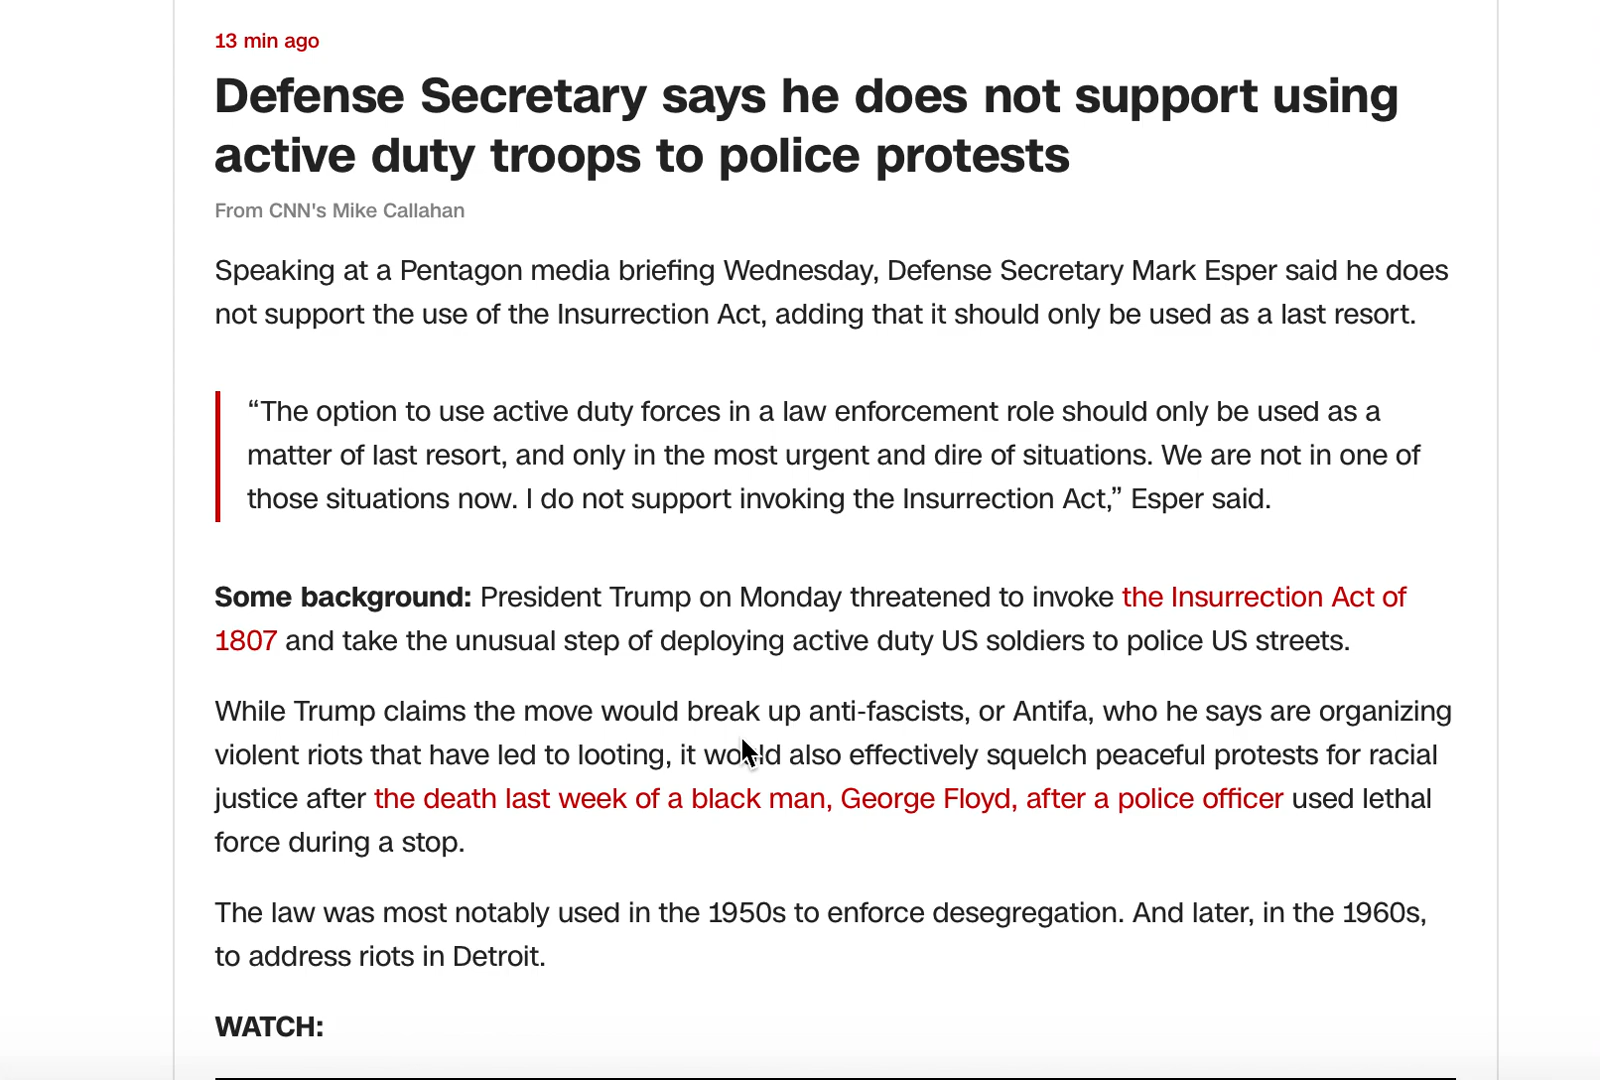 13 min ago
Defense Secretary says he does not support using
active duty troops to police protests
From CNN's Mike Callahan
Speaking at a Pentagon media briefing Wednesday, Defense Secretary Mark Esper said he does
not support the use of the Insurrection Act, adding that it should only be used as a last resort.
“The option to use active duty forces in a law enforcement role should only be used as a
matter of last resort, and only in the most urgent and dire of situations. We are not in one of
those situations now. I do not support invoking the Insurrection Act,” Esper said.
Some background: President Trump on Monday threatened to invoke the Insurrection Act of
1807 and take the unusual step of deploying active duty US soldiers to police US streets.
While Trump claims the move would break up anti-fascists, or Antifa, who he says are organizing
violent riots that have led to looting, it would also effectively squelch peaceful protests for racial
justice after the death last week of a black man, George Floyd, after a police officer used lethal
force during a stop.
The law was most notably used in the 1950s to enforce desegregation. And later, in the 1960s,
to address riots in Detroit.
WATCH: